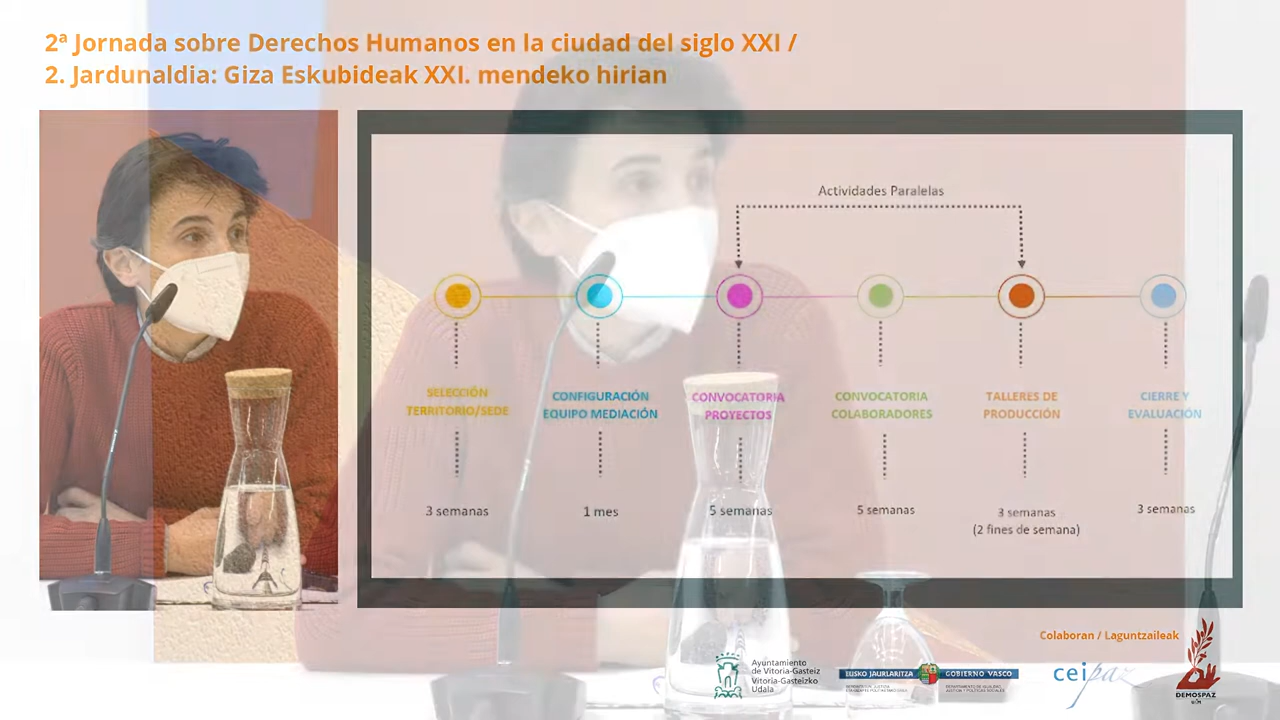 2ª Jornada sobre Derechos Humanos en la ciudad del siglo XXI /
2. Jardunaldia: Giza Eskubideak XXI. mendeko hirian
Actividades Paralelas
SELECCIÓN
TERRITORIO/SEDE
CONFIGURACIÓN
EQUIPO MEDIACIÓN
CONVOCATORIA
PROYECTOS
CONVOCATORIA
COLABORADORES
TALLERES DE
PRODUCCIÓN
CIERRE Y
EVALUACIÓN
3 semanas
1 mes
5 semanas
5 semanas
3 semanas
(2 fines de semana)
3 semanas
Colaboran / Laguntzaileak
Ayuntamiento
de Vitoria-Gasteiz
Vitoria-Gasteizko
Udala
EUSKO JAURLARITZA
GOBIERNO VASCO
ceipaz
DEMOSPAZ